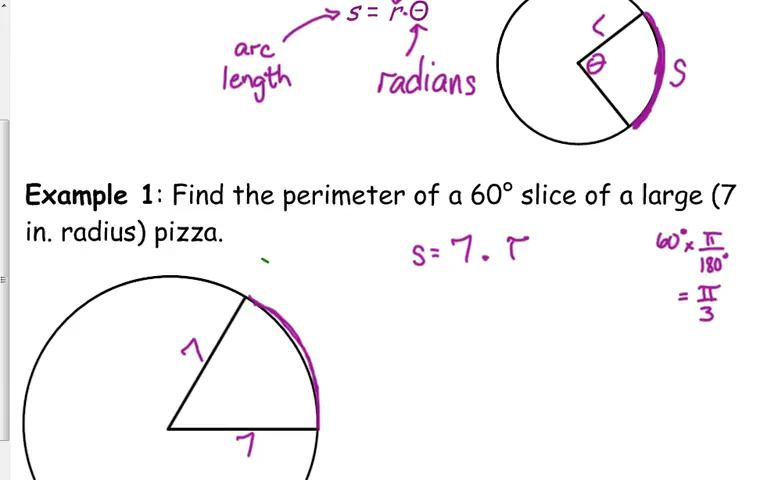 s = r·θ
arc
length
radians
r
θ
s
Example 1: Find the perimeter of a 60° slice of a large (7
in. radius) pizza.
s = 7 ·
60° × π/180°
= π/3
7
7